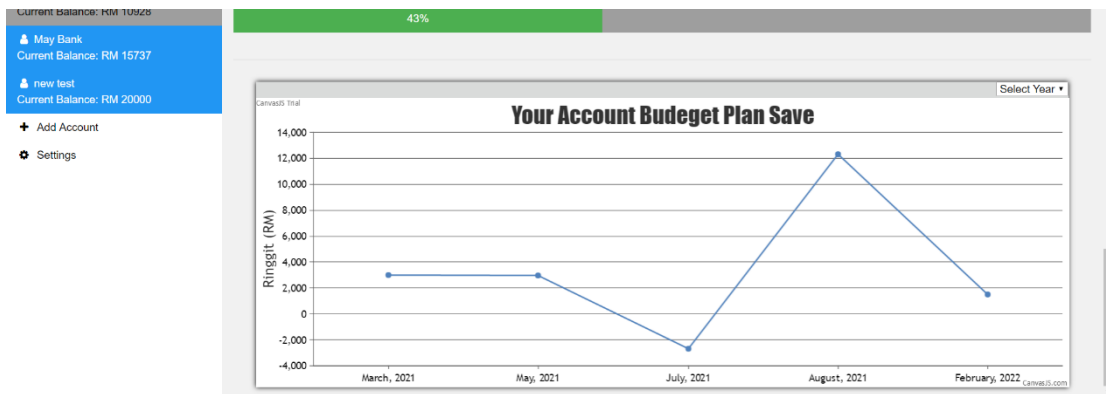 Current Balance: RM 10928
May Bank
Current Balance: RM 15737
new test
Current Balance: RM 20000
Add Account
Settings
43%
Select Year
CanvasJS Trial
Your Account Budeget Plan Save
Ringgit (RM)
14,000
12,000
10,000
8,000
6,000
4,000
2,000
0
-2,000
-4,000
March, 2021
May, 2021
July, 2021
August, 2021
February, 2022
CanvasJS.com